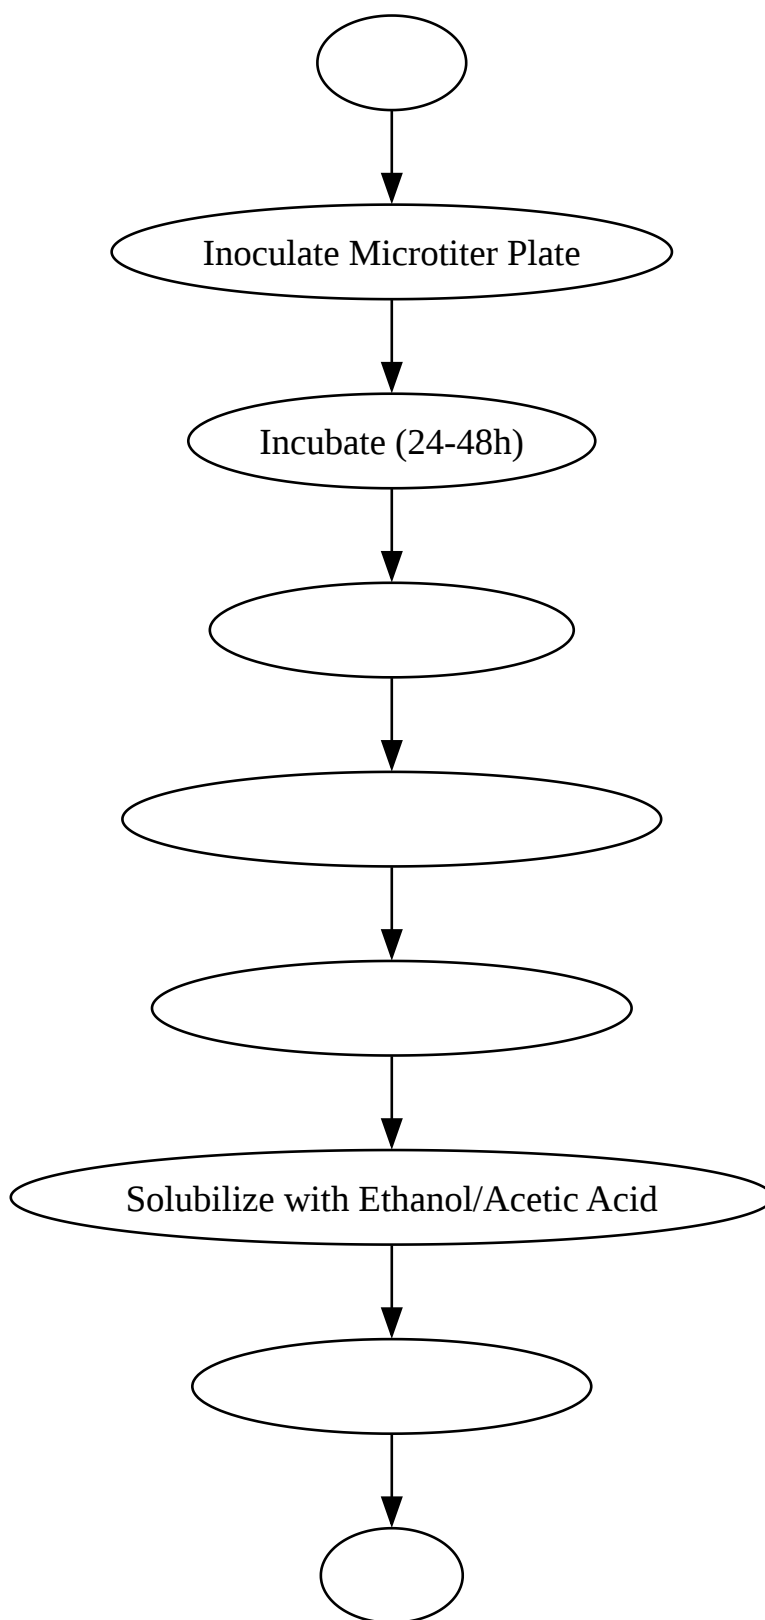 Inoculate Microtiter Plate
Incubate (24-48h)
Solubilize with Ethanol/Acetic Acid